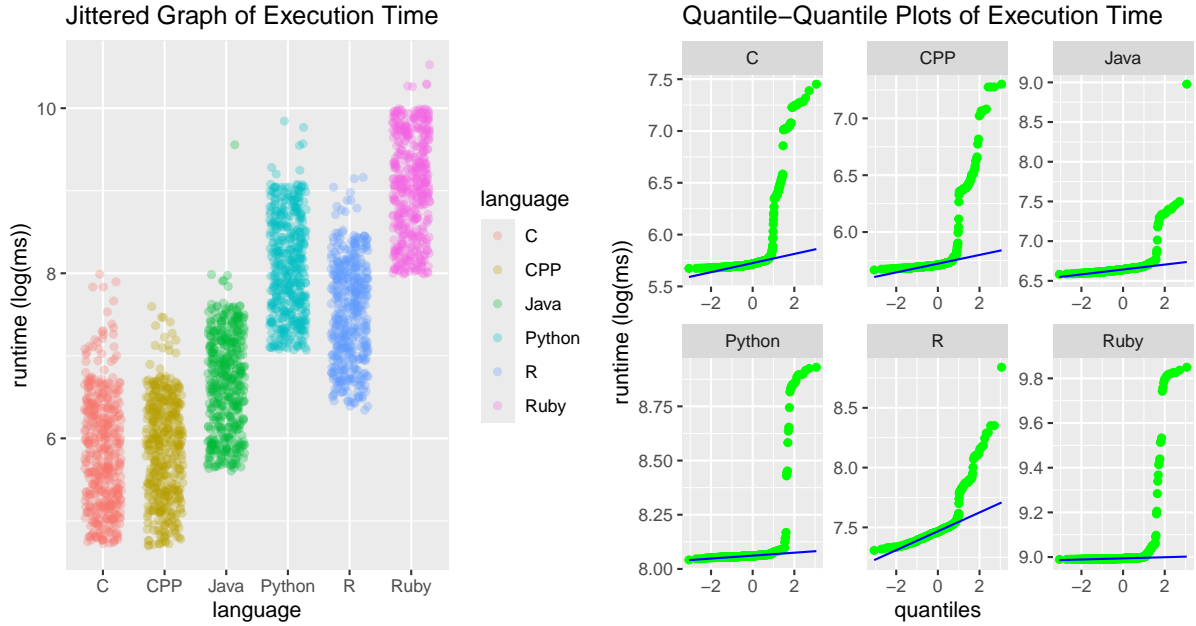 Jittered Graph of Execution Time
runtime (log(ms))
10
8
6
C
CPP
Java
Python
R
Ruby
language
language
C
CPP
Java
Python
R
Ruby
Quantile−Quantile Plots of Execution Time
runtime (log(ms))
C
7.5
7.0
6.5
6.0
5.5
−2
0
2
CPP
7.0
6.5
6.0
−2
0
2
Java
9.0
8.5
8.0
7.5
7.0
6.5
−2
0
2
Python
8.75
8.50
8.25
8.00
−2
0
2
R
8.5
8.0
7.5
−2
0
2
Ruby
9.8
9.6
9.4
9.2
9.0
−2
0
2
quantiles